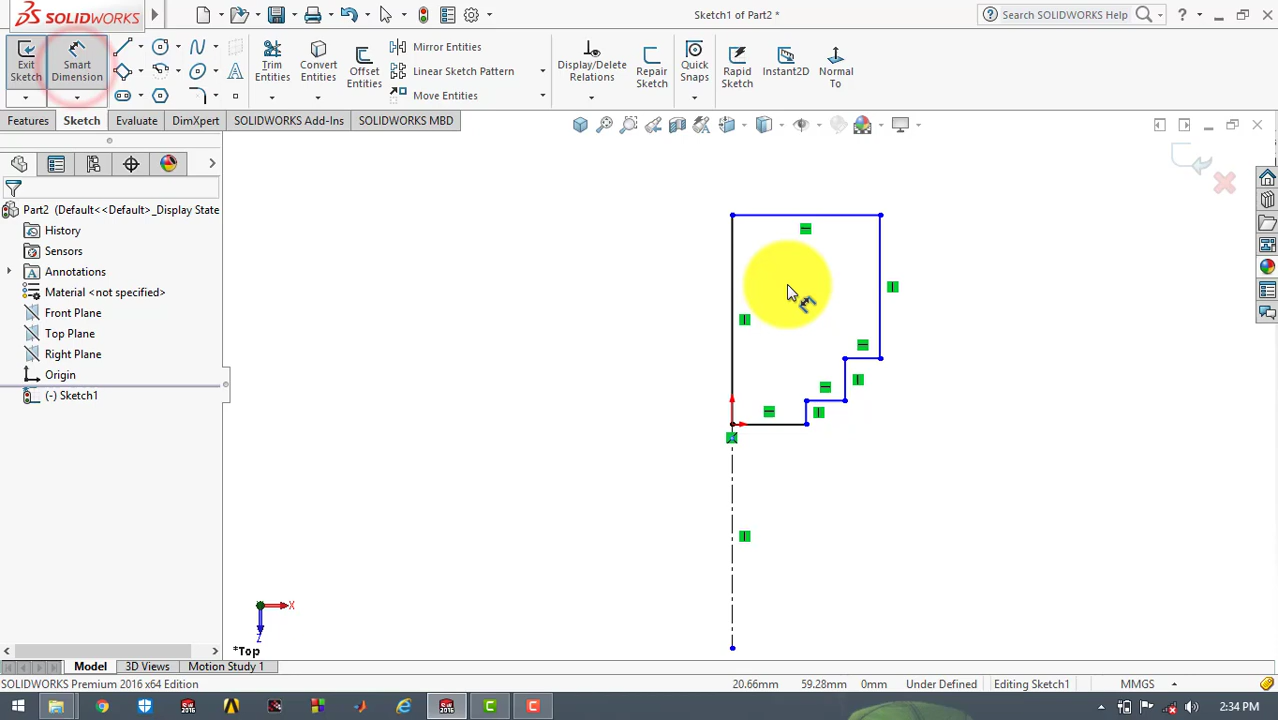 SOLIDWORKS
Sketch1 of Part2 *
Search SOLIDWORKS Help
?
Exit Sketch
Smart Dimension
Trim Entities
Convert Entities
Offset Entities
Mirror Entities
Linear Sketch Pattern
Move Entities
Display/Delete Relations
Repair Sketch
Quick Snaps
Rapid Sketch
Instant2D
Normal To
Features
Sketch
Evaluate
DimXpert
SOLIDWORKS Add-Ins
SOLIDWORKS MBD
Part2 (Default<<Default>_Display State
History
Sensors
Annotations
Material <not specified>
Front Plane
Top Plane
Right Plane
Origin
(-) Sketch1
X
Z
*Top
Model
3D Views
Motion Study 1
SOLIDWORKS Premium 2016 x64 Edition
20.66mm
59.28mm
0mm
Under Defined
Editing Sketch1
MMGS
2:34 PM